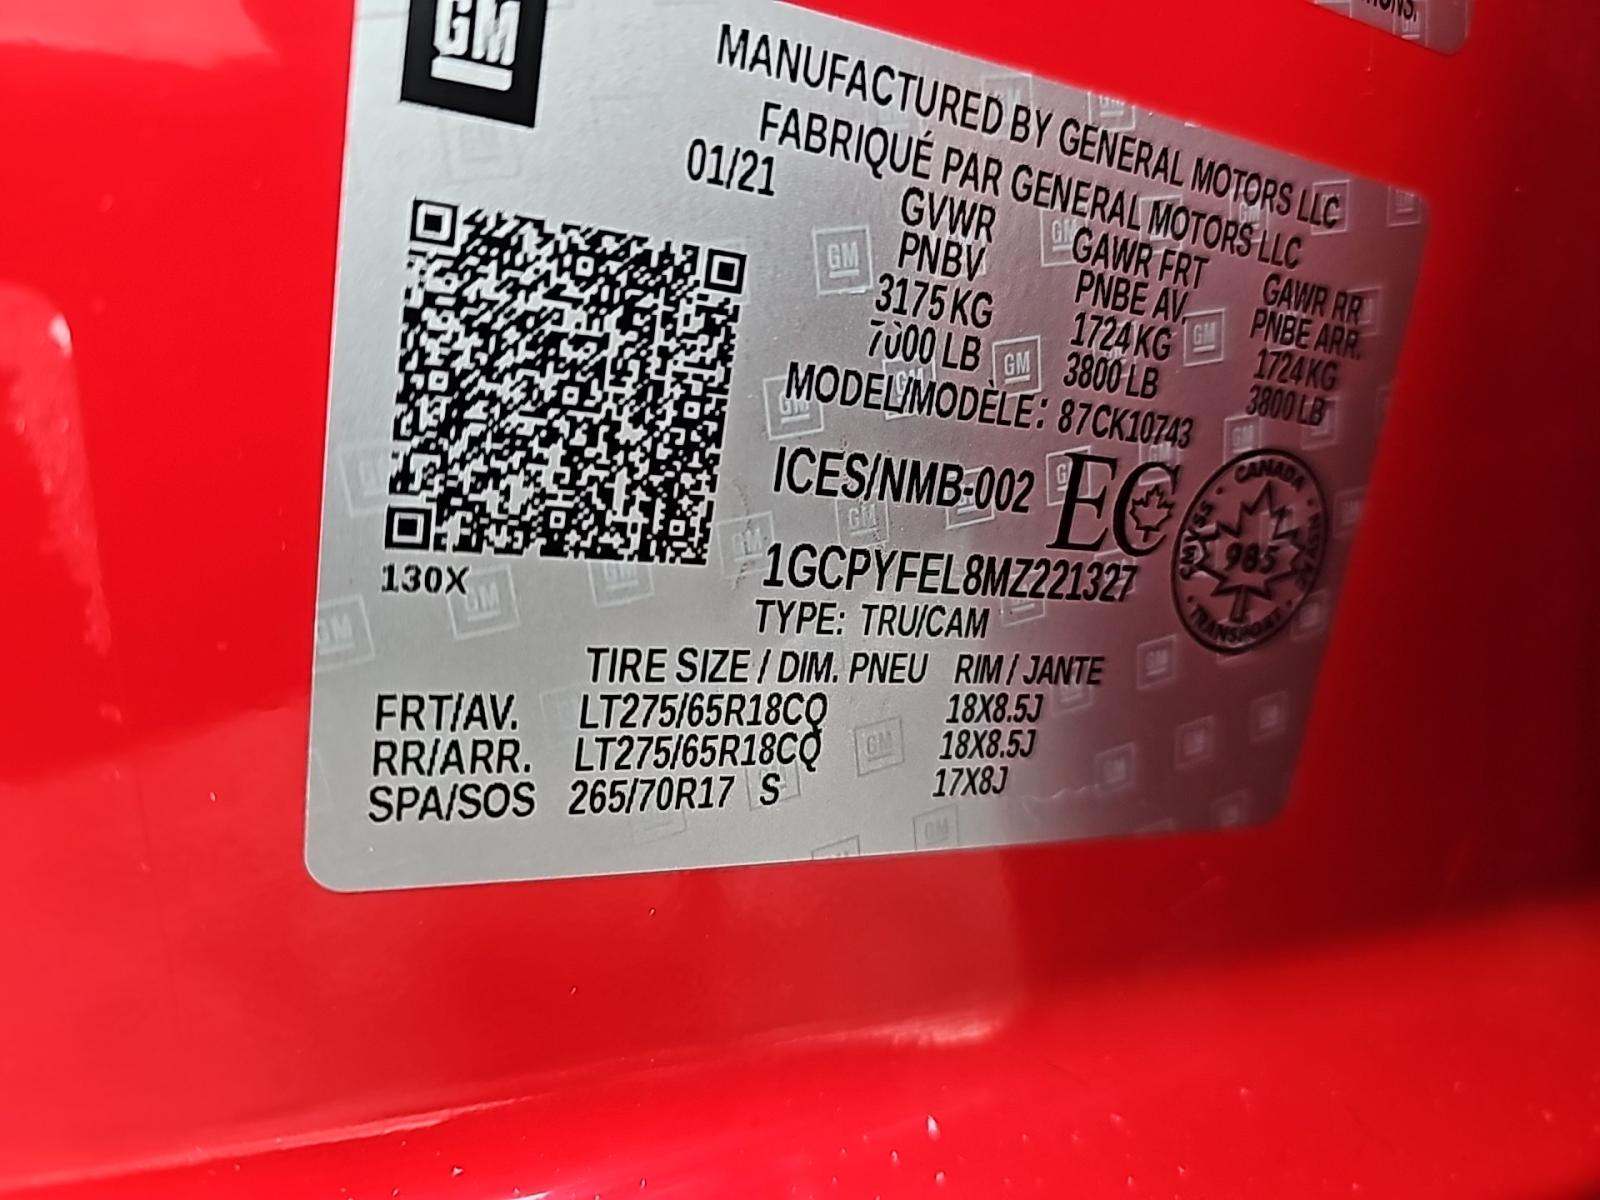 GM
MANUFACTURED BY GENERAL MOTORS LLC
FABRIQUÉ PAR GENERAL MOTORS LLC
01/21
GVWR GAWR FRT GAWR RR
PNBV PNBE AV. PNBE ARR.
3175 KG 1724 KG 1724 KG
7000 LB 3800 LB 3800 LB
MODEL/MODÈLE: 87CK10743
ICES/NMB-002 EC
CANADA
985
TRANSPORT
1GCPYFEL8MZ221327
130X
TYPE: TRU/CAM
TIRE SIZE / DIM. PNEU RIM / JANTE
FRT/AV. LT275/65R18CQ 18X8.5J
RR/ARR. LT275/65R18CQ 18X8.5J
SPA/SOS 265/70R17 S 17X8J